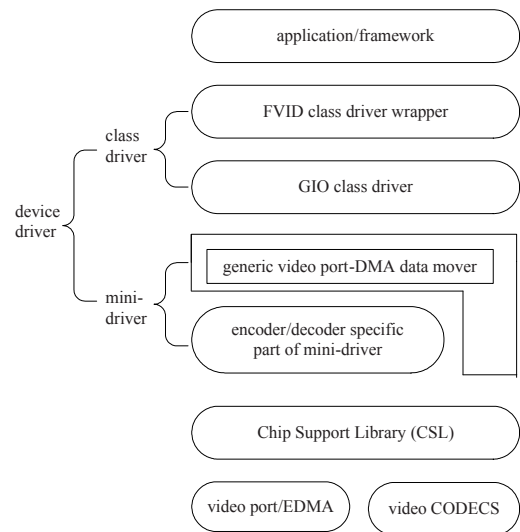 application/framework
FVID class driver wrapper
class
driver
GIO class driver
device
driver
generic video port-DMA data mover
mini-
driver
encoder/decoder specific
part of mini-driver
Chip Support Library (CSL)
video port/EDMA
video CODECS